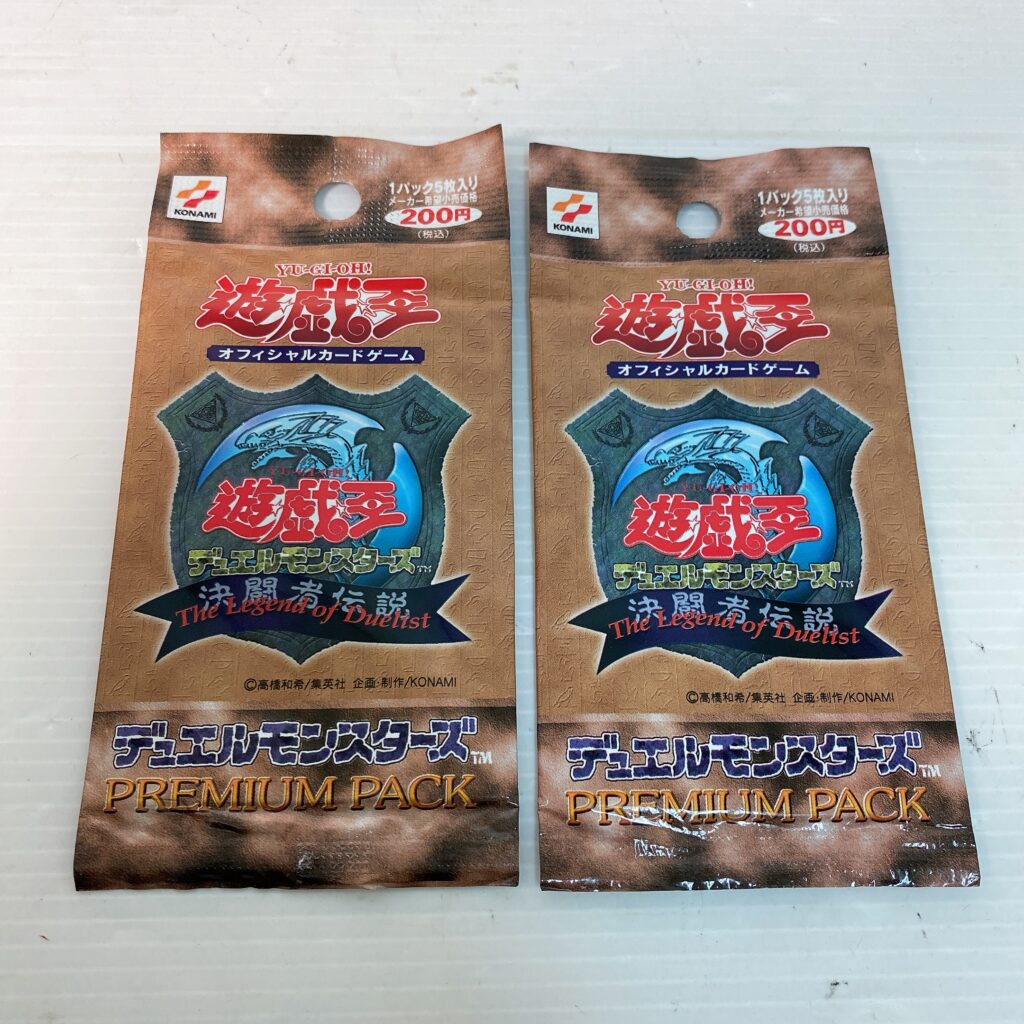 KONAMI
1パック5枚入り
メーカー希望小売価格
200円
(税込)
YU-GI-OH!
遊戯王
オフィシャルカードゲーム
YU-GI-OH!
遊戯王
デュエルモンスターズ™
決闘者伝説
The Legend of Duelist
©高橋和希/集英社 企画・制作/KONAMI
デュエルモンスターズ™
PREMIUM PACK
KONAMI
1パック5枚入り
メーカー希望小売価格
200円
(税込)
YU-GI-OH!
遊戯王
オフィシャルカードゲーム
YU-GI-OH!
遊戯王
デュエルモンスターズ™
決闘者伝説
The Legend of Duelist
©高橋和希/集英社 企画・制作/KONAMI
デュエルモンスターズ™
PREMIUM PACK